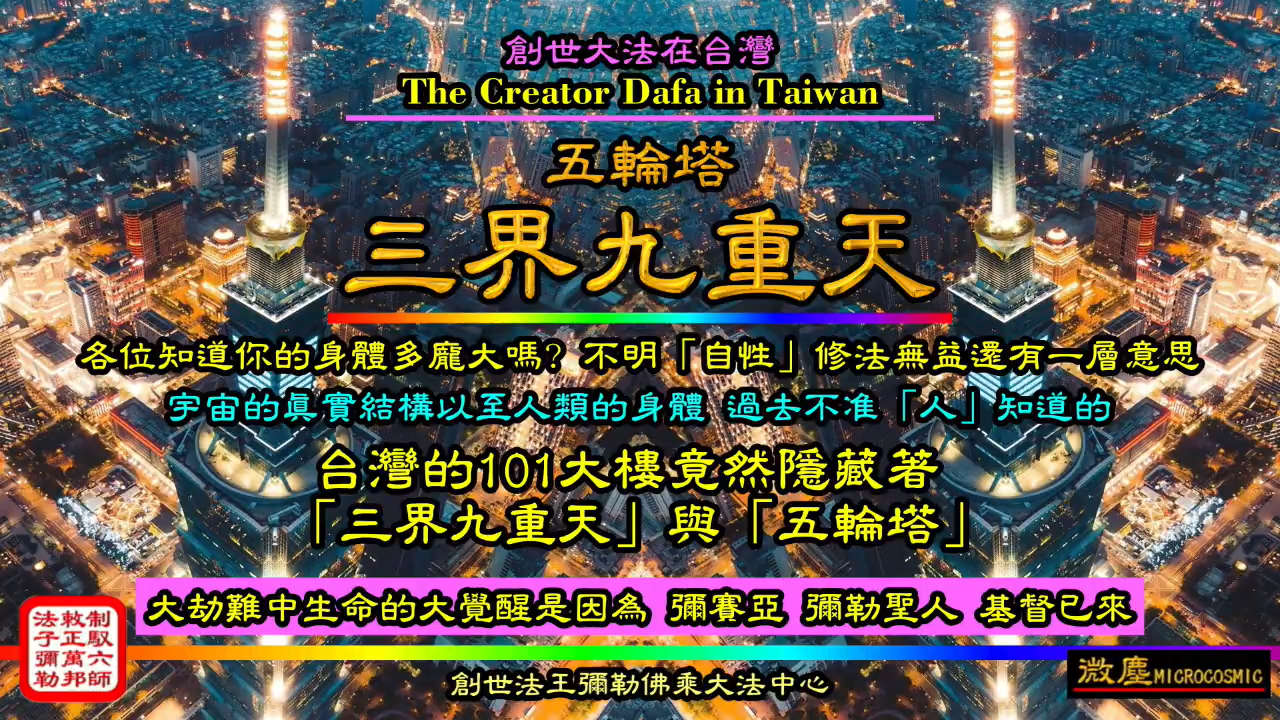 創世大法在台灣
The Creator Dafa in Taiwan
五輪塔
三界九重天
各位知道你的身體多龐大嗎? 不明「自性」修法無益還有一層意思
宇宙的眞實結構以至人類的身體 過去不准「人」知道的
台灣的101大樓竟然隱藏著
「三界九重天」與「五輪塔」
大劫難中生命的大覺醒是因為 彌賽亞 彌勒聖人 基督已來
制馭六師
敕正萬邦
法子彌勒
微塵MICROCOSMIC
創世法王彌勒佛乘大法中心